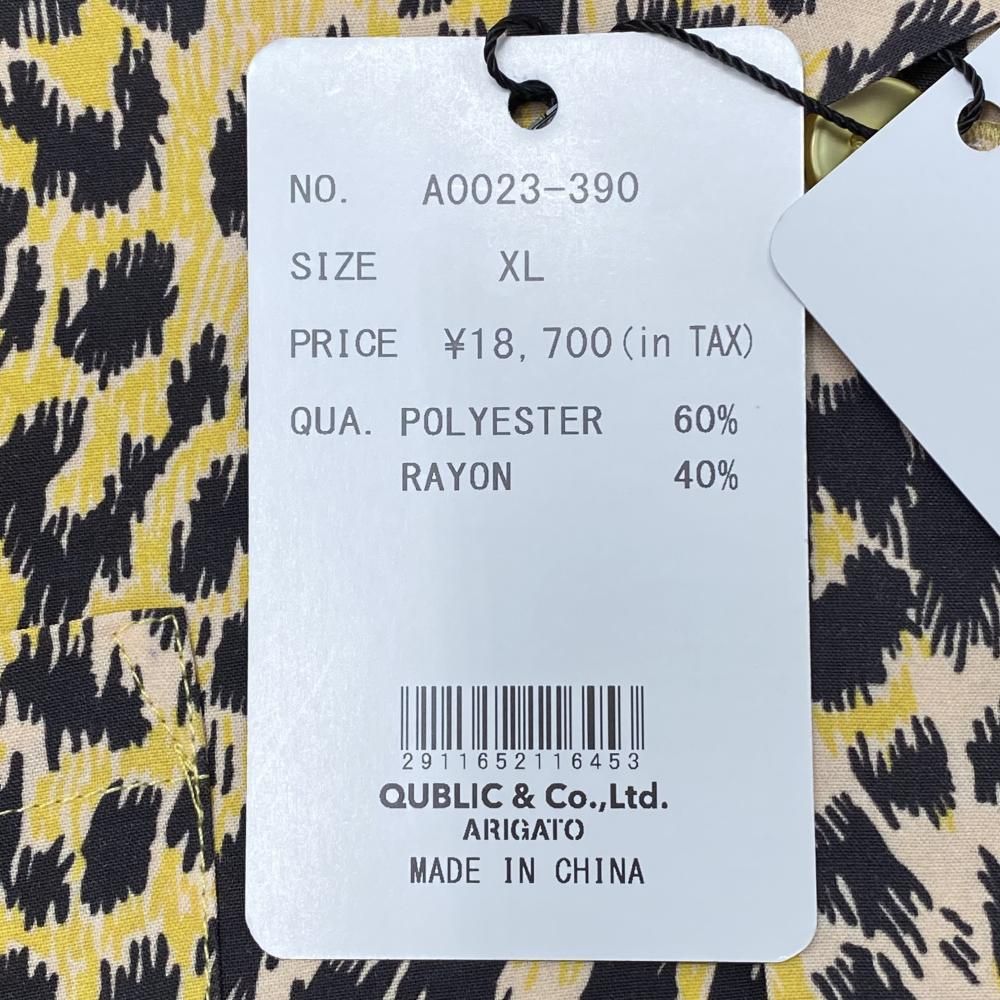 NO. A0023-390
SIZE XL
PRICE ¥18,700(in TAX)
QUA. POLYESTER 60%
RAYON 40%
2911652116453
QUBLIC & Co.,Ltd.
ARIGATO
MADE IN CHINA